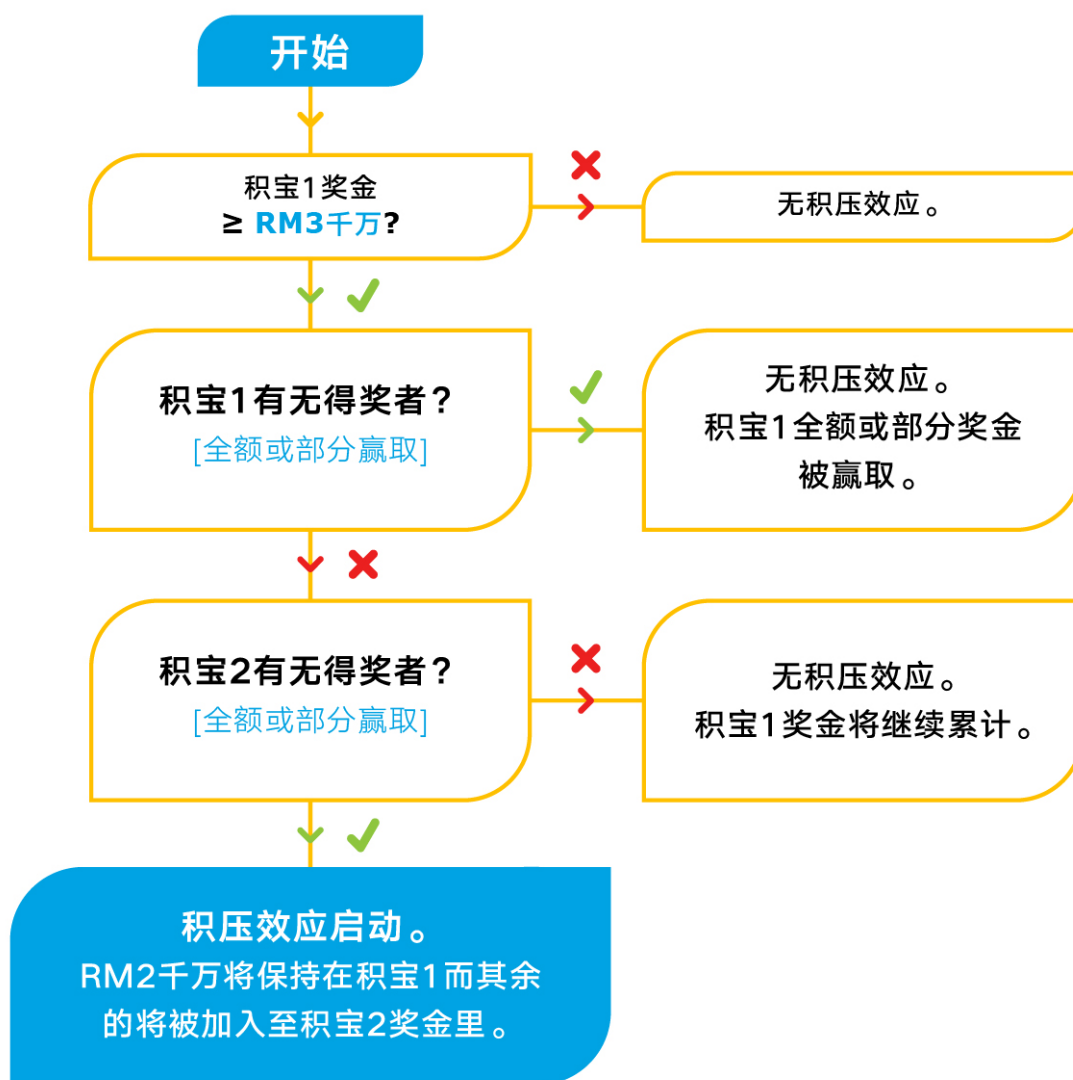 开始
积宝1奖金
≥ RM3千万?
无积压效应。
积宝1有无得奖者？
[全额或部分赢取]
无积压效应。
积宝1全额或部分奖金
被赢取。
积宝2有无得奖者？
[全额或部分赢取]
无积压效应。
积宝1奖金将继续累计。
积压效应启动。
RM2千万将保持在积宝1而其余
的将被加入至积宝2奖金里。